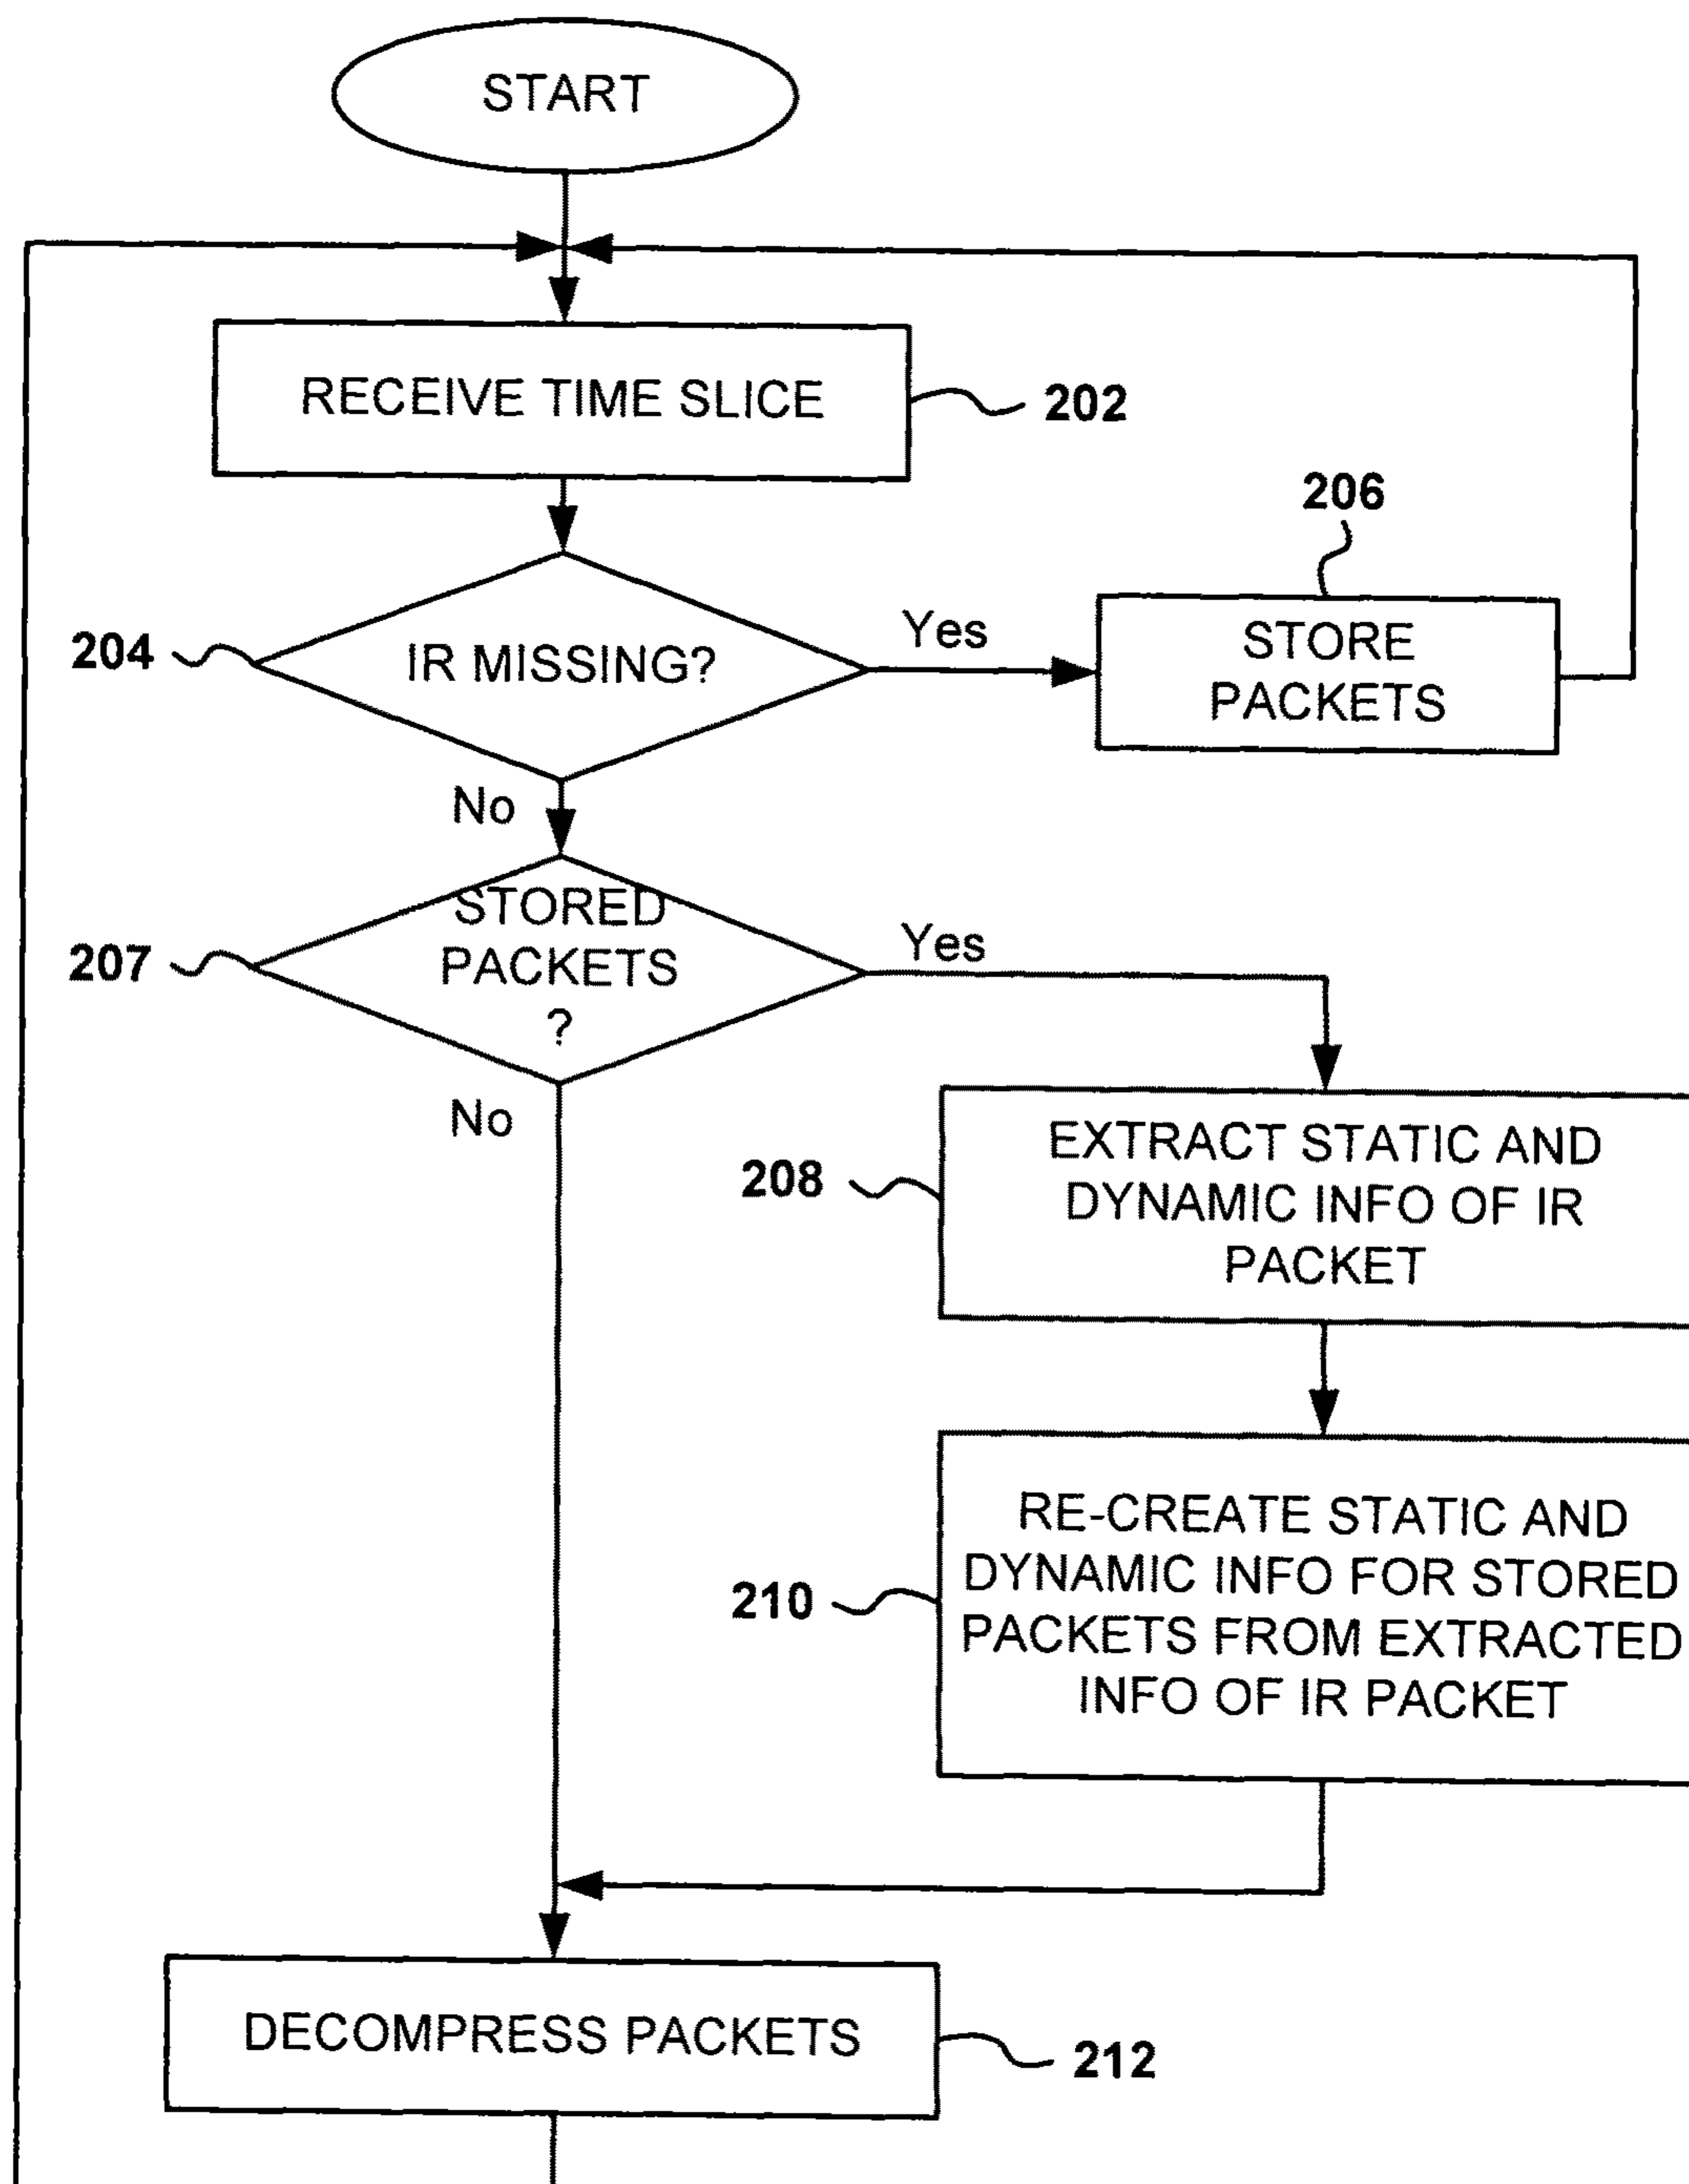 START
RECEIVE TIME SLICE
202
206
204
IR MISSING?
Yes
STORE
PACKETS
No
207
STORED
PACKETS
?
Yes
No
208
EXTRACT STATIC AND
DYNAMIC INFO OF IR
PACKET
210
RE-CREATE STATIC AND
DYNAMIC INFO FOR STORED
PACKETS FROM EXTRACTED
INFO OF IR PACKET
DECOMPRESS PACKETS
212